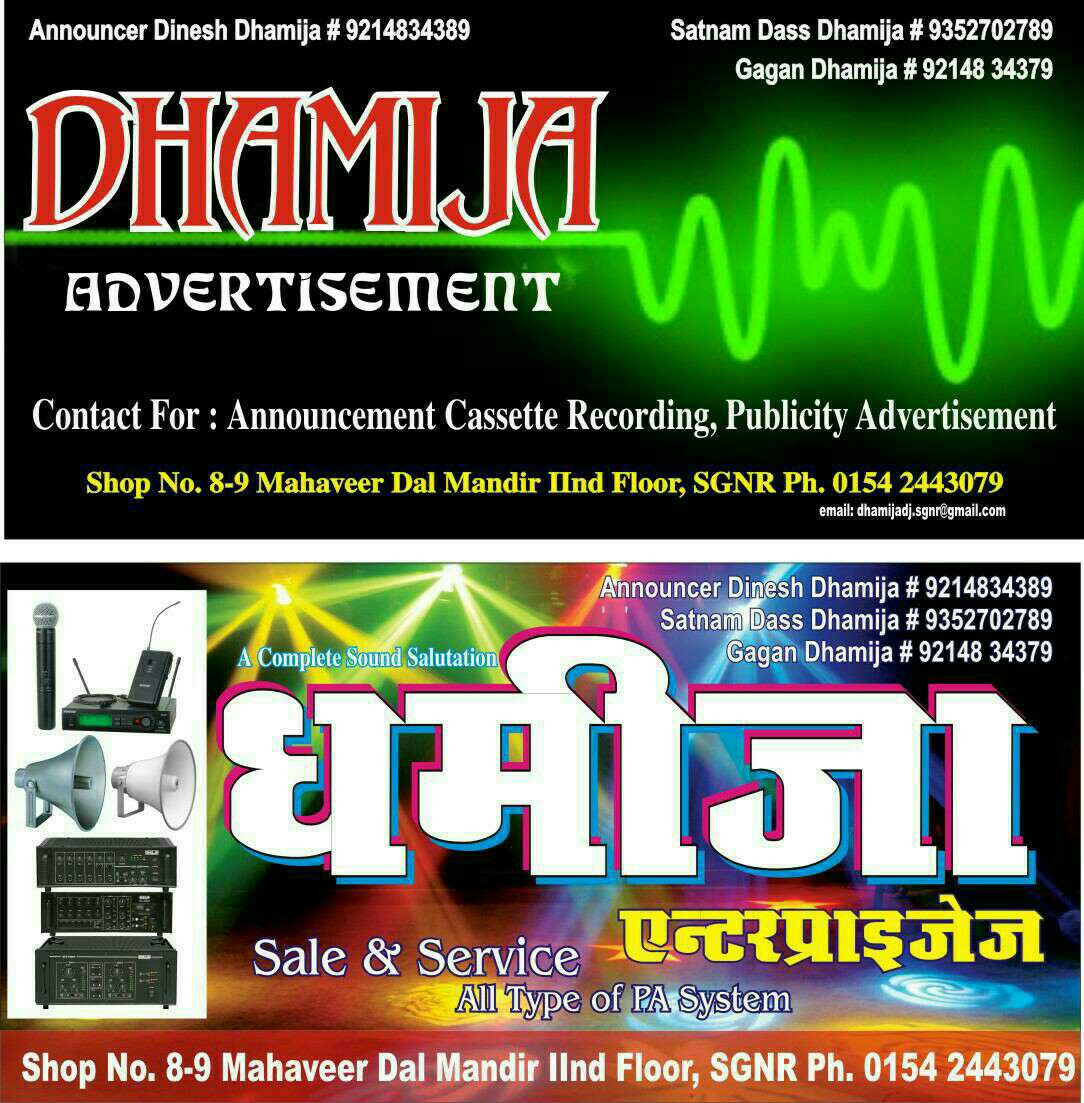 Announcer Dinesh Dhamija # 9214834389
Satnam Dass Dhamija # 9352702789
Gagan Dhamija # 92148 34379
DHAMIJA
ADVERTISEMENT
Contact For : Announcement Cassette Recording, Publicity Advertisement
Shop No. 8-9 Mahaveer Dal Mandir IInd Floor, SGNR Ph. 0154 2443079
email: dhamijadj.sgnr@gmail.com
Announcer Dinesh Dhamija # 9214834389
Satnam Dass Dhamija # 9352702789
Gagan Dhamija # 92148 34379
A Complete Sound Salutation
धमीजा
एन्टरप्राइजेज
Sale & Service
All Type of PA System
Shop No. 8-9 Mahaveer Dal Mandir IInd Floor, SGNR Ph. 0154 2443079